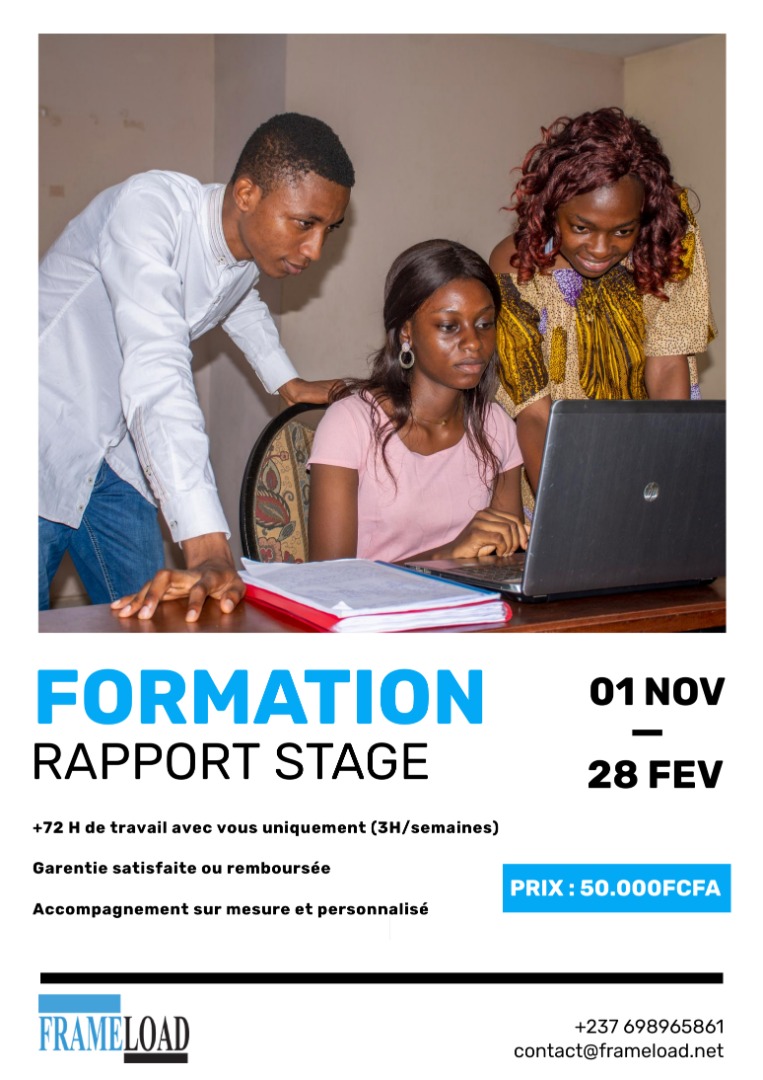 FORMATION
RAPPORT STAGE
01 NOV
—
28 FEV
+72 H de travail avec vous uniquement (3H/semaines)
Garentie satisfaite ou remboursée
Accompagnement sur mesure et personnalisé
PRIX : 50.000FCFA
FRAMELOAD
+237 698965861
contact@frameload.net
hp